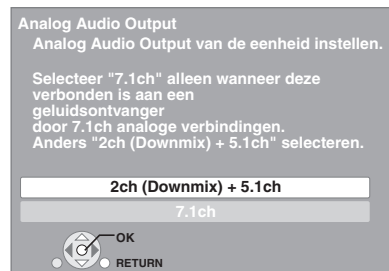 Analog Audio Output
Analog Audio Output van de eenheid instellen.
Selecteer "7.1ch" alleen wanneer deze
verbonden is aan een
geluidsontvanger
door 7.1ch analoge verbindingen.
Anders "2ch (Downmix) + 5.1ch" selecteren.
2ch (Downmix) + 5.1ch
7.1ch
OK
RETURN